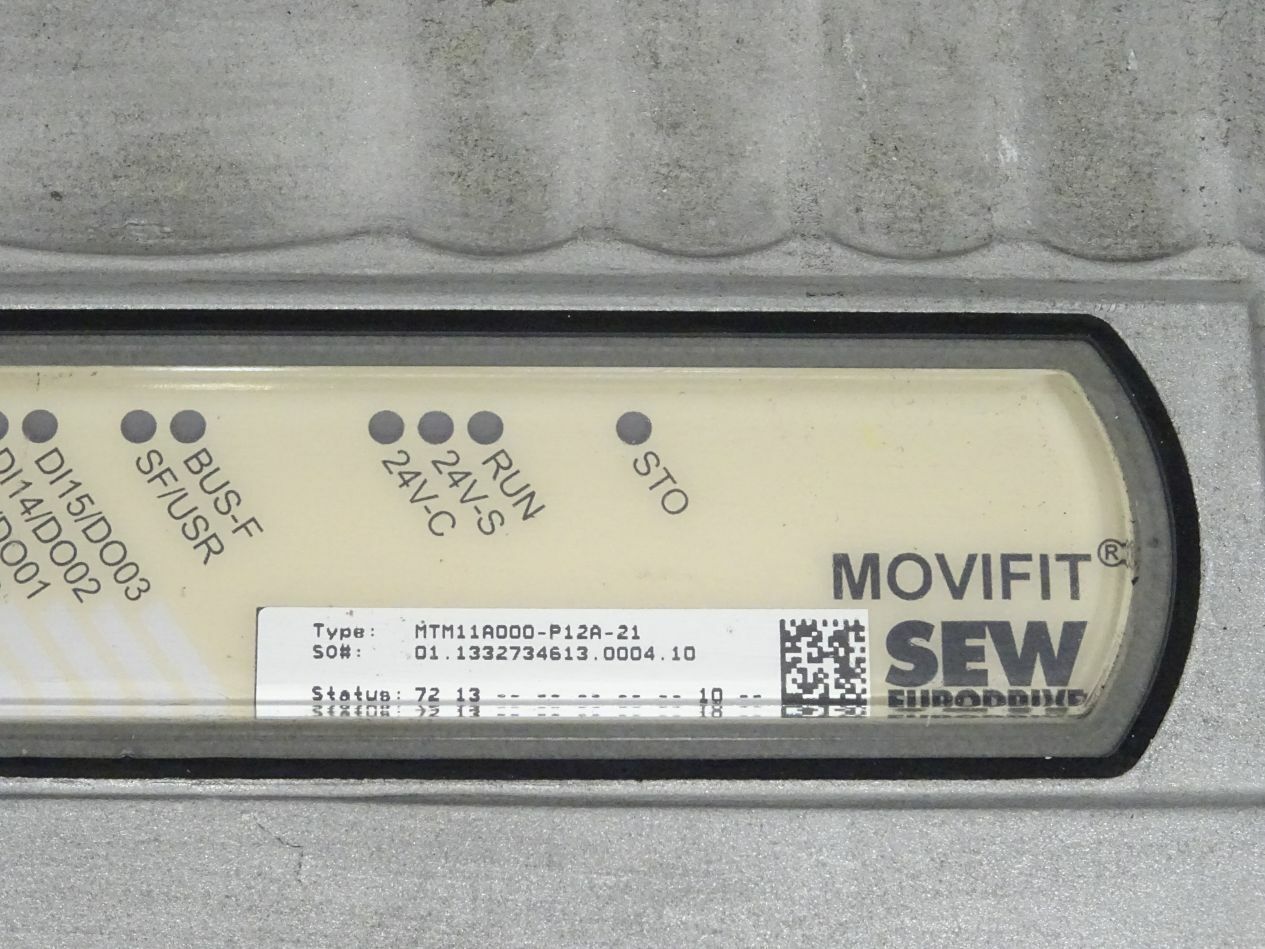 DI14/DO02
DI15/DO03
SF/USR
BUS-F
24V-C
24V-S
RUN
STO
MOVIFIT®
SEW
EURODRIVE
Type: MTM11A000-P12A-21
SO#: 01.1332734613.0004.10
Status: 72 13 -- -- -- -- -- 10 --